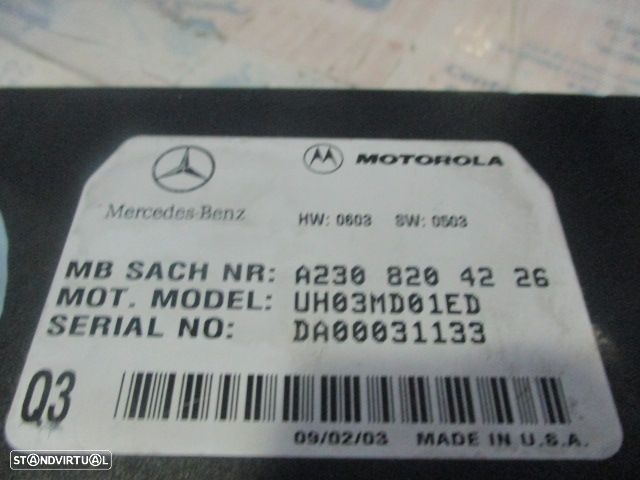 MOTOROLA
Mercedes-Benz
HW: 0603 SW: 0503
MB SACH NR: A230 820 42 26
MOT. MODEL: UH03MD01ED
SERIAL NO: DA00031133
Q3
09/02/03 MADE IN U.S.A.
STANDVIRTUAL